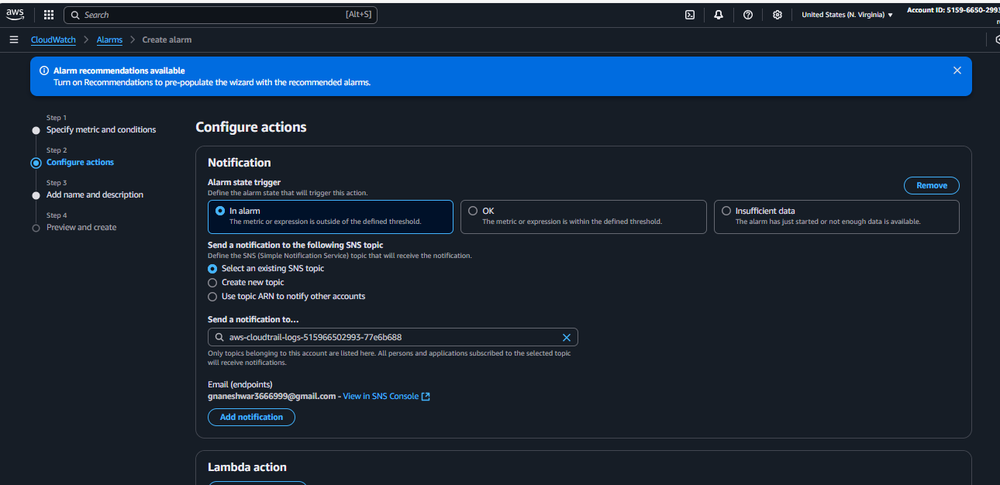 aws
Search [Alt+S]
United States (N. Virginia)
Account ID: 5159-6650-2993
CloudWatch > Alarms > Create alarm
Alarm recommendations available
Turn on Recommendations to pre-populate the wizard with the recommended alarms.
Step 1
Specify metric and conditions
Step 2
Configure actions
Step 3
Add name and description
Step 4
Preview and create
Configure actions
Notification
Alarm state trigger
Define the alarm state that will trigger this action.
Remove
In alarm
The metric or expression is outside of the defined threshold.
OK
The metric or expression is within the defined threshold.
Insufficient data
The alarm has just started or not enough data is available.
Send a notification to the following SNS topic
Define the SNS (Simple Notification Service) topic that will receive the notification.
Select an existing SNS topic
Create new topic
Use topic ARN to notify other accounts
Send a notification to...
aws-cloudtrail-logs-515966502993-77e6b688
Only topics belonging to this account are listed here. All persons and applications subscribed to the selected topic
will receive notifications.
Email (endpoints)
gnaneshwar3666999@gmail.com - View in SNS Console
Add notification
Lambda action